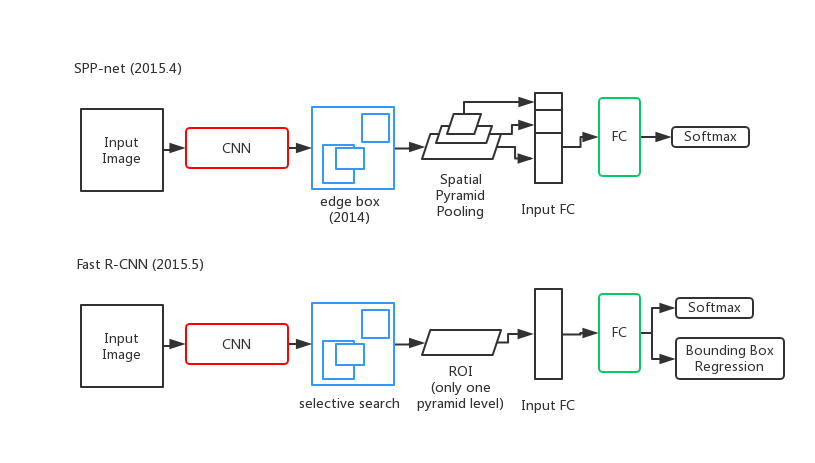 SPP-net (2015.4)
Input
Image
CNN
edge box
(2014)
Spatial
Pyramid
Pooling
Input FC
FC
Softmax
Fast R-CNN (2015.5)
Input
Image
CNN
selective search
ROI
(only one
pyramid level)
Input FC
FC
Softmax
Bounding Box
Regression